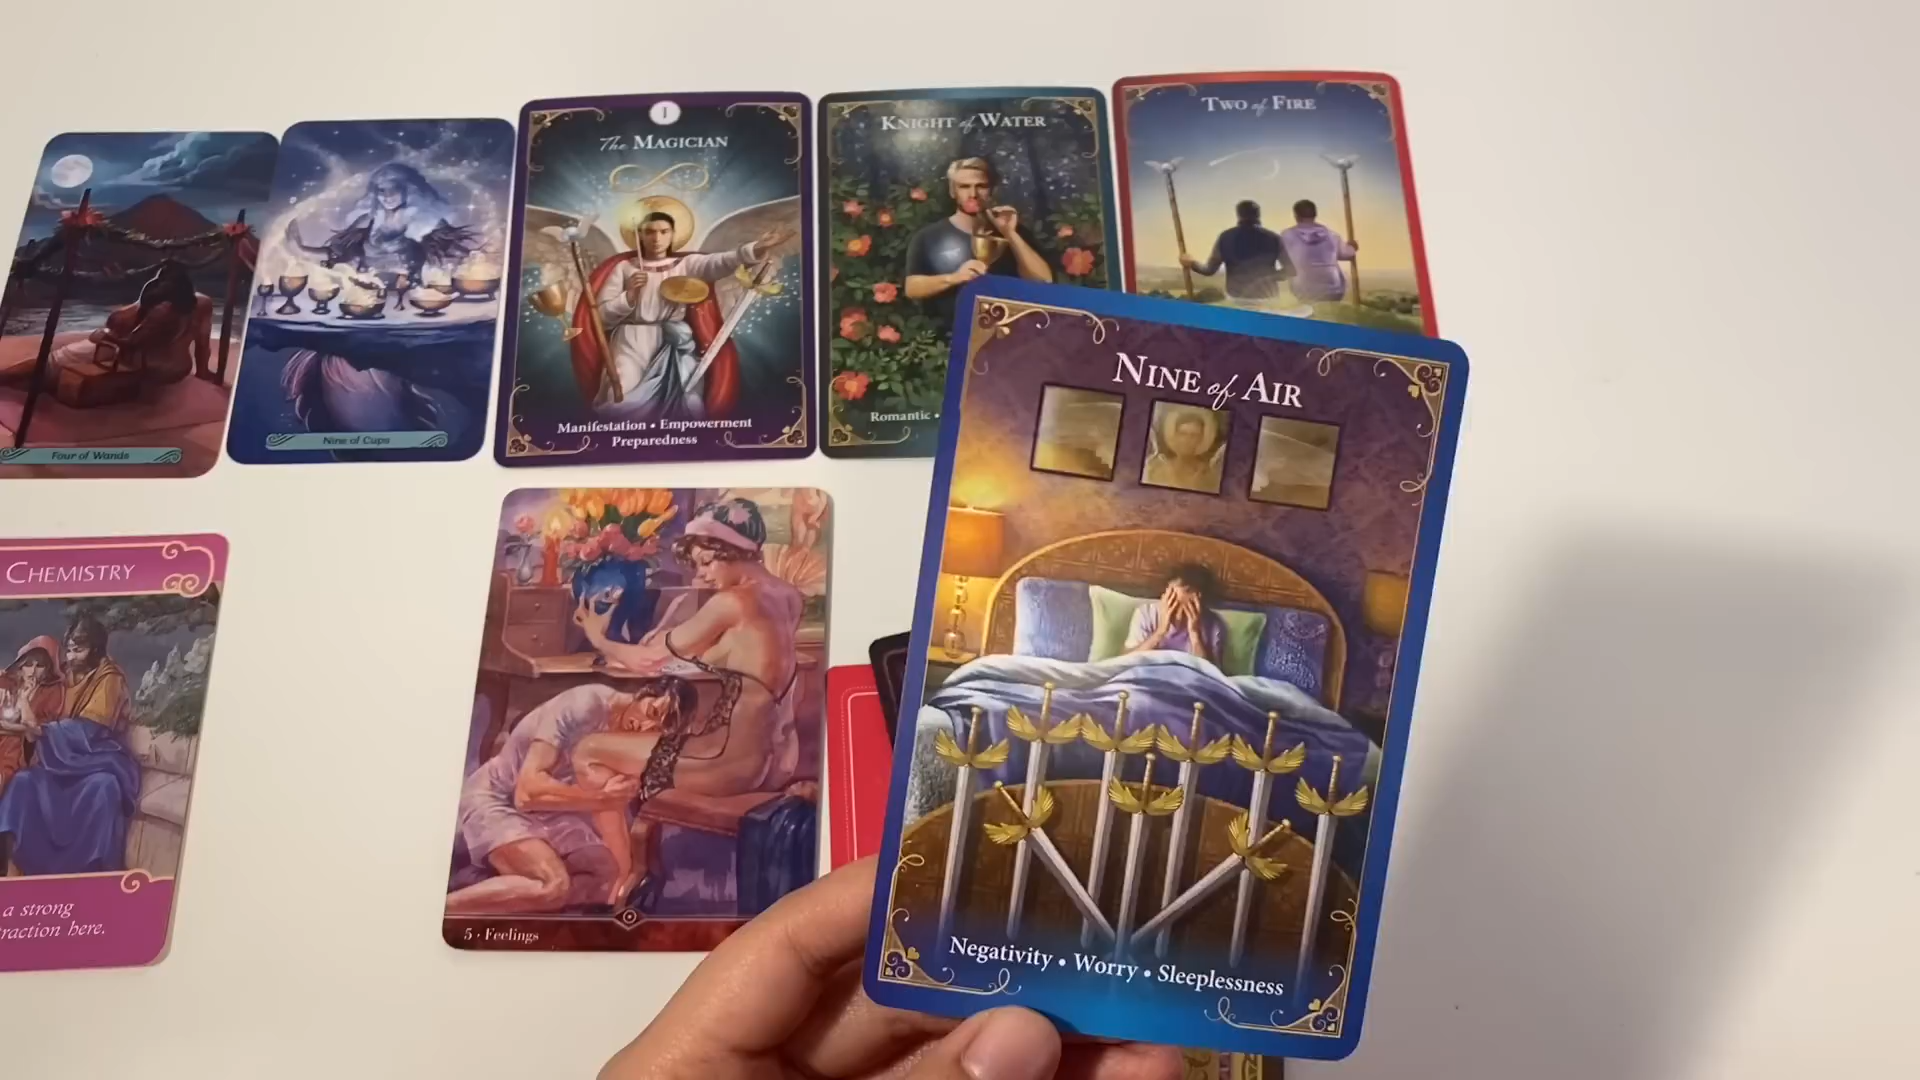 Four of Wands
Nine of Cups
I
The MAGICIAN
Manifestation • Empowerment
Preparedness
KNIGHT of WATER
Romantic •
TWO of FIRE
CHEMISTRY
a strong
raction here.
5 · Feelings
NINE of AIR
Negativity • Worry • Sleeplessness